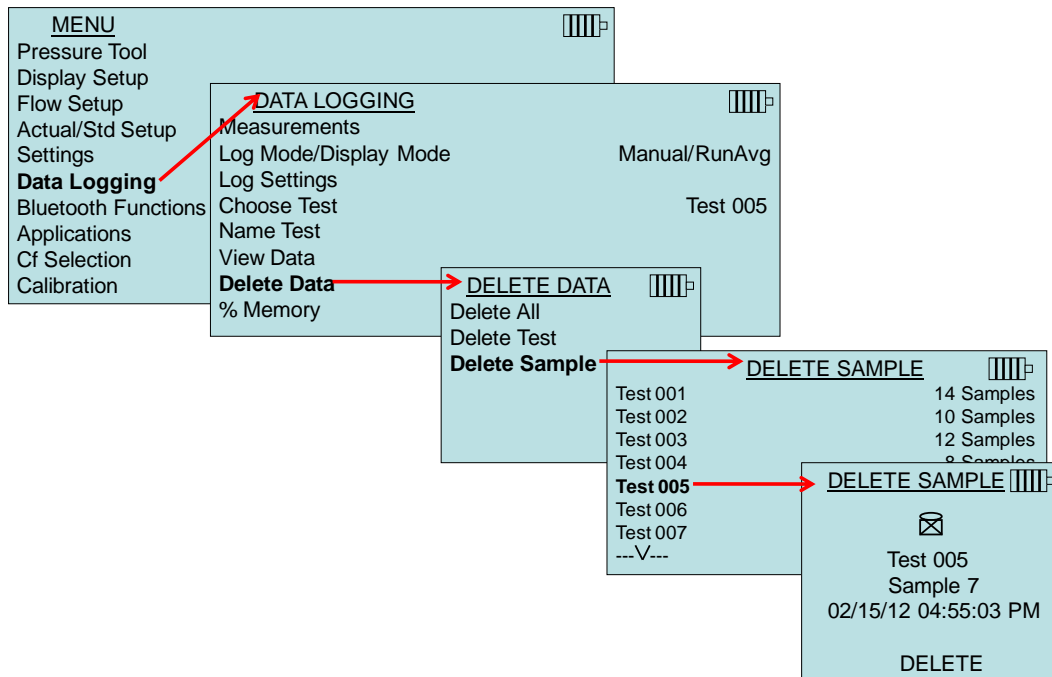 MENU
Pressure Tool
Display Setup
Flow Setup
Actual/Std Setup
Settings
Data Logging
Bluetooth Functions
Applications
Cf Selection
Calibration
DATA LOGGING
Measurements
Log Mode/Display Mode Manual/RunAvg
Log Settings
Choose Test Test 005
Name Test
View Data
Delete Data
% Memory
DELETE DATA
Delete All
Delete Test
Delete Sample
DELETE SAMPLE
Test 001 14 Samples
Test 002 10 Samples
Test 003 12 Samples
Test 004 8 Samples
Test 005
Test 006
Test 007
---V---
DELETE SAMPLE
Test 005
Sample 7
02/15/12 04:55:03 PM
DELETE